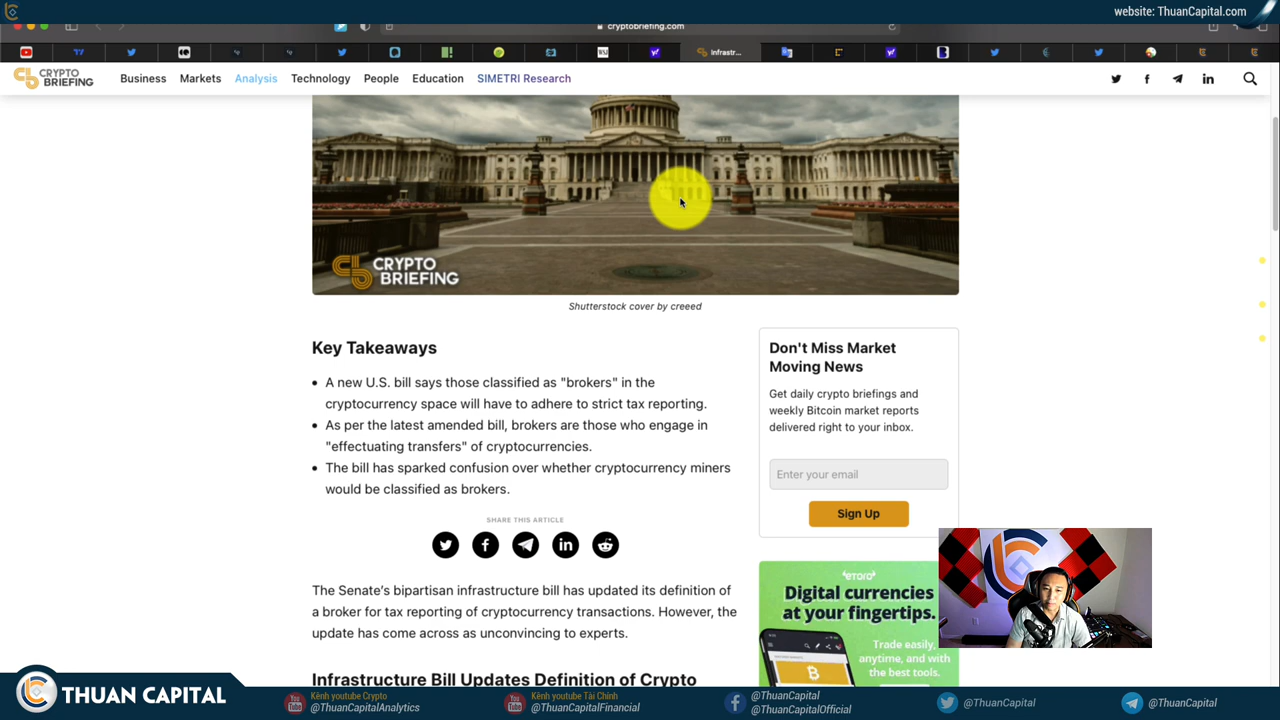 website: ThuanCapital.com
cryptobriefing.com
Infrastr...
CRYPTO
BRIEFING
Business
Markets
Analysis
Technology
People
Education
SIMETRI Research
CRYPTO
BRIEFING
Shutterstock cover by creeed
Key Takeaways
• A new U.S. bill says those classified as "brokers" in the
cryptocurrency space will have to adhere to strict tax reporting.
• As per the latest amended bill, brokers are those who engage in
"effectuating transfers" of cryptocurrencies.
• The bill has sparked confusion over whether cryptocurrency miners
would be classified as brokers.
SHARE THIS ARTICLE
The Senate's bipartisan infrastructure bill has updated its definition of
a broker for tax reporting of cryptocurrency transactions. However, the
update has come across as unconvincing to experts.
Infrastructure Bill Updates Definition of Crypto
Don't Miss Market
Moving News
Get daily crypto briefings and
weekly Bitcoin market reports
delivered right to your inbox.
Enter your email
Sign Up
eToro
Digital currencies
at your fingertips.
Trade easily,
anytime, and with
the best tools.
THUAN CAPITAL
Kênh youtube Crypto
@ThuanCapitalAnalytics
Kênh youtube Tài Chính
@ThuanCapitalFinancial
@ThuanCapital
@ThuanCapitalOfficial
@ThuanCapital
@ThuanCapital